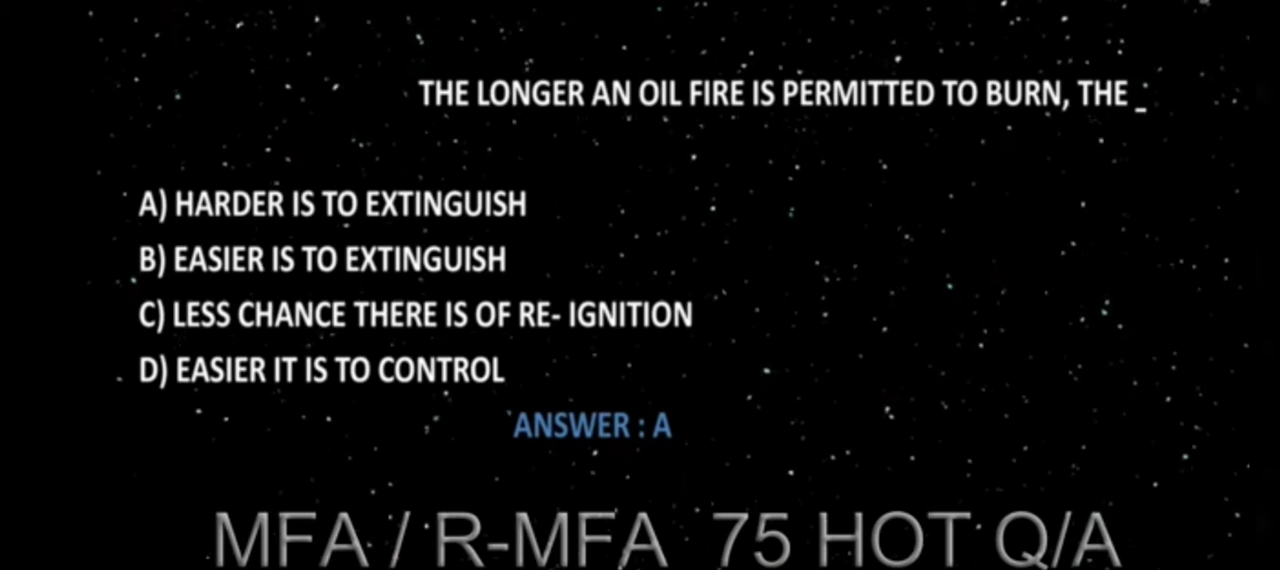 THE LONGER AN OIL FIRE IS PERMITTED TO BURN, THE _
A) HARDER IS TO EXTINGUISH
B) EASIER IS TO EXTINGUISH
C) LESS CHANCE THERE IS OF RE- IGNITION
D) EASIER IT IS TO CONTROL
ANSWER : A
MFA / R-MFA 75 HOT Q/A